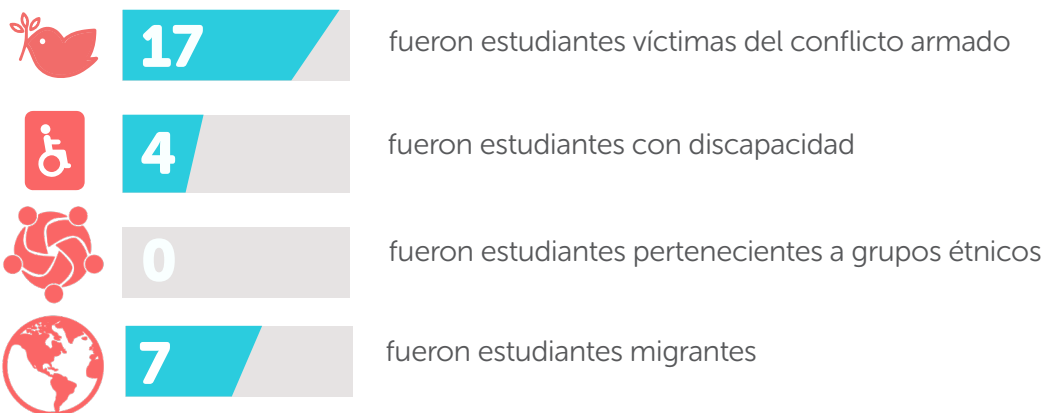 17 fueron estudiantes víctimas del conflicto armado
4 fueron estudiantes con discapacidad
0 fueron estudiantes pertenecientes a grupos étnicos
7 fueron estudiantes migrantes